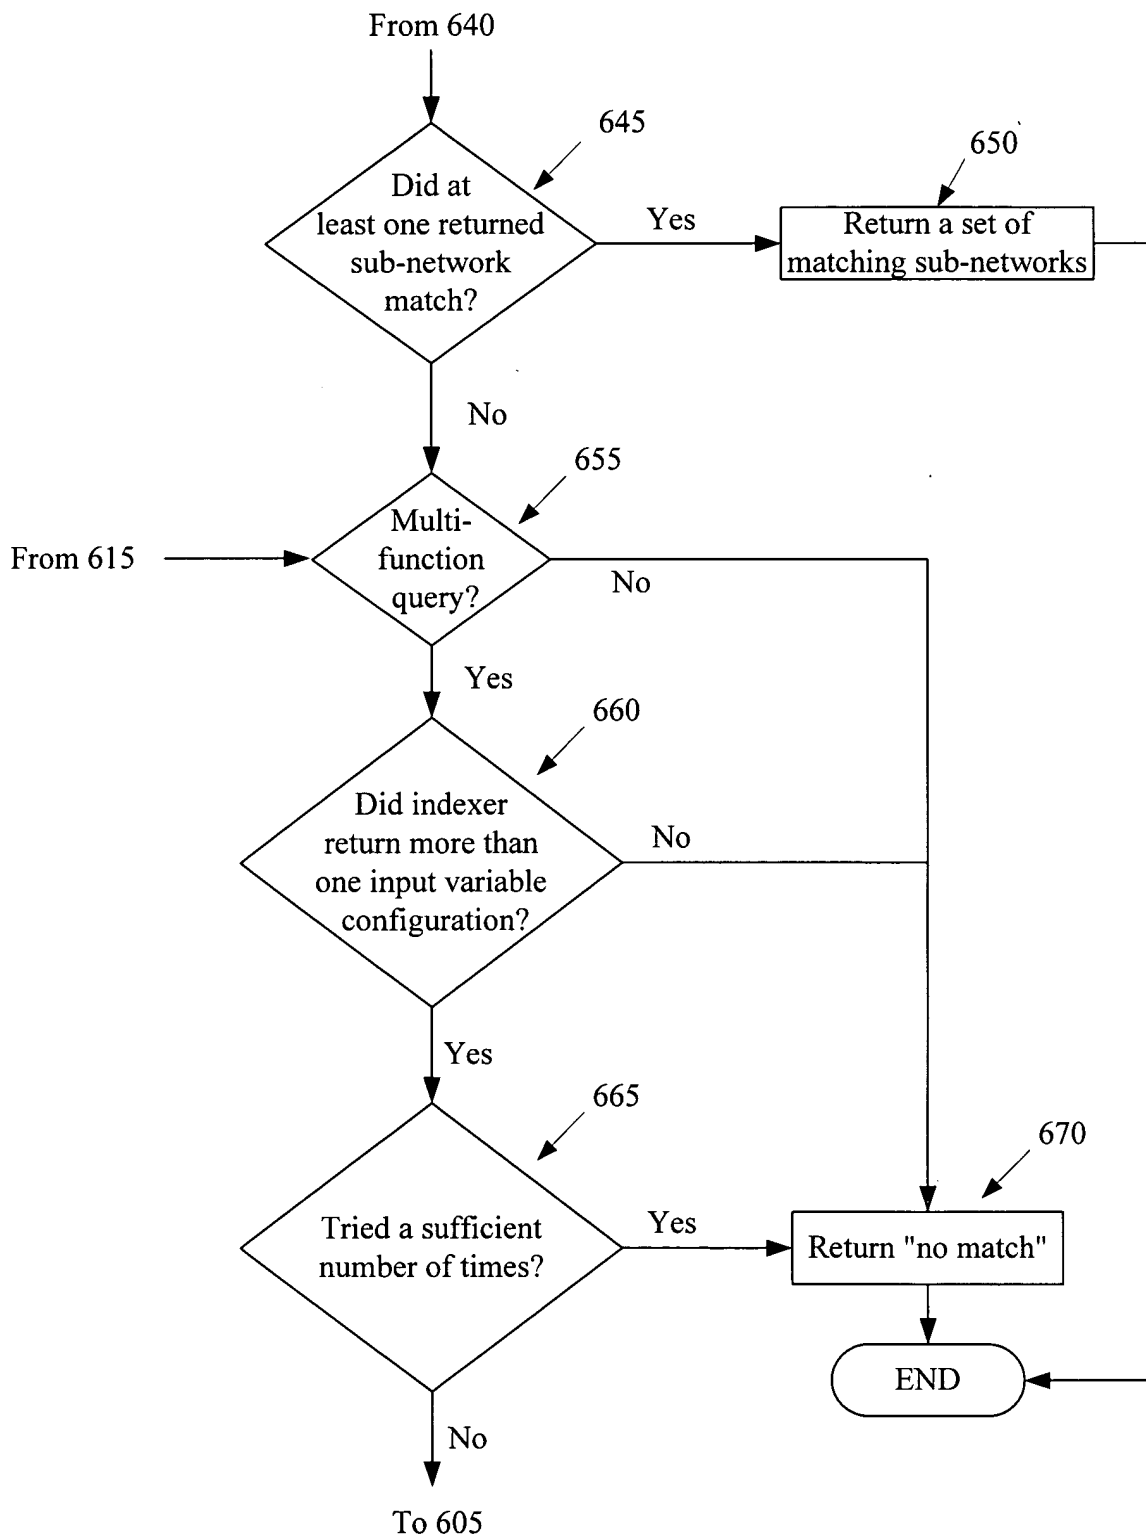 From 640
645
650
Did at
least one returned
sub-network
match?
Yes
Return a set of
matching sub-networks
No
655
From 615
Multi-
function
query?
No
Yes
660
Did indexer
return more than
one input variable
configuration?
No
Yes
665
670
Tried a sufficient
number of times?
Yes
Return "no match"
END
No
To 605